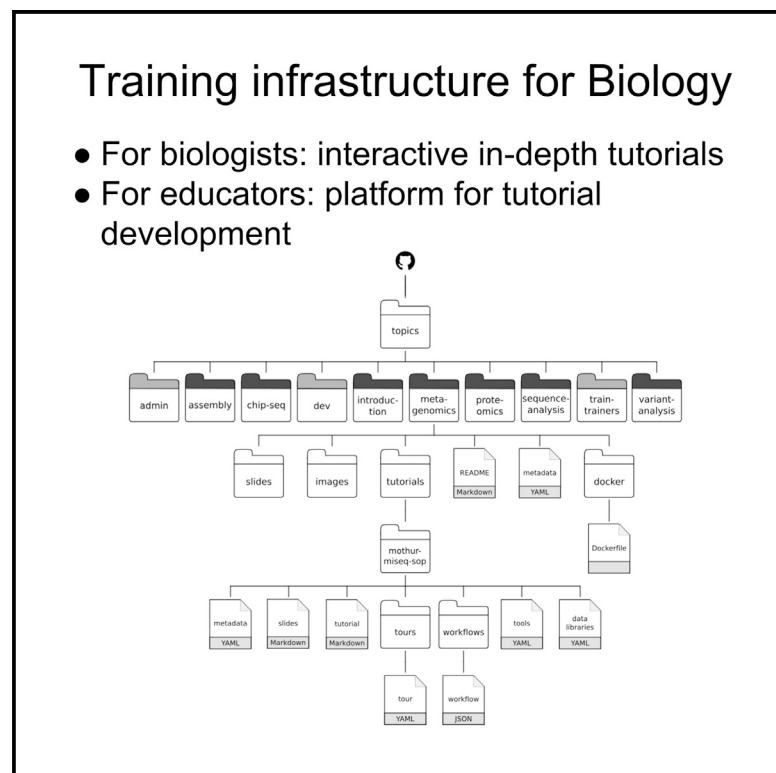 Training infrastructure for Biology
● For biologists: interactive in-depth tutorials
● For educators: platform for tutorial
development
topics
admin
assembly
chip-seq
dev
introduc-
tion
meta-
genomics
prote-
omics
sequence-
analysis
train-
trainers
variant-
analysis
slides
images
tutorials
README
Markdown
metadata
YAML
docker
mothur-
miseq-sop
Dockerfile
metadata
YAML
slides
Markdown
tutorial
Markdown
tours
workflows
tools
YAML
data
libraries
YAML
tour
YAML
workflow
JSON